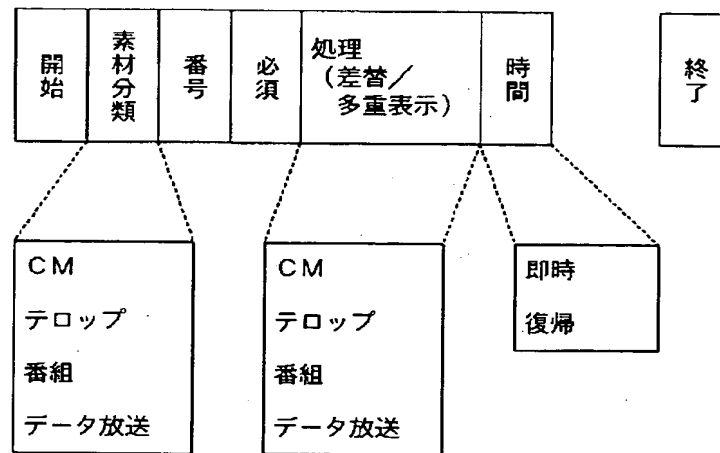 開始
素材分類
番号
必須
処理
(差替/
多重表示)
時間
終了
CM
テロップ
番組
データ放送
CM
テロップ
番組
データ放送
即時
復帰